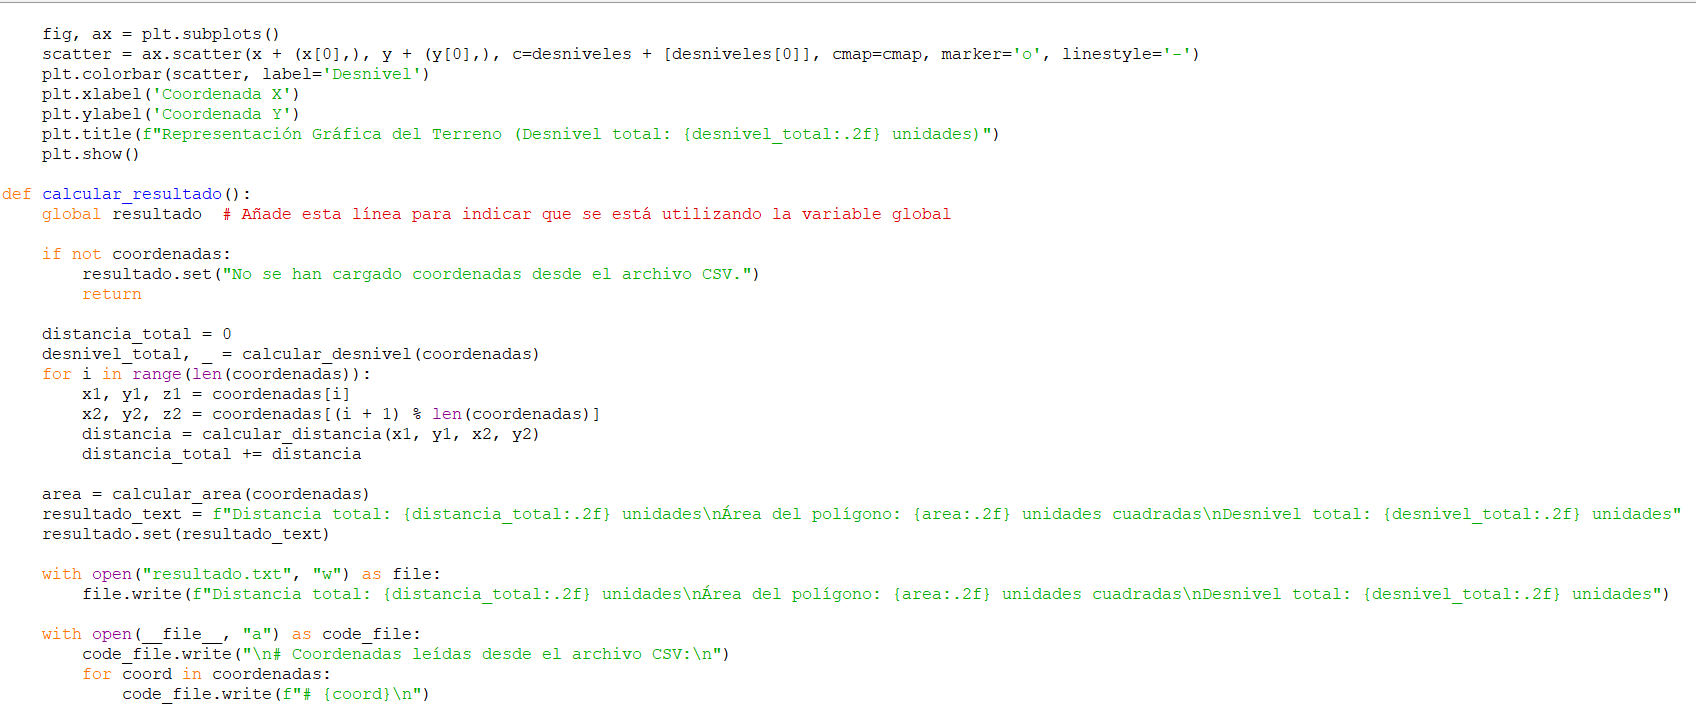 fig, ax = plt.subplots()
scatter = ax.scatter(x + (x[0],), y + (y[0],), c=desniveles + [desniveles[0]], cmap=cmap, marker='o', linestyle='-')
plt.colorbar(scatter, label='Desnivel')
plt.xlabel('Coordenada X')
plt.ylabel('Coordenada Y')
plt.title(f"Representación Gráfica del Terreno (Desnivel total: {desnivel_total:.2f} unidades)")
plt.show()
def calcular_resultado():
global resultado  # Añade esta línea para indicar que se está utilizando la variable global
if not coordenadas:
resultado.set("No se han cargado coordenadas desde el archivo CSV.")
return
distancia_total = 0
desnivel_total, _ = calcular_desnivel(coordenadas)
for i in range(len(coordenadas)):
x1, y1, z1 = coordenadas[i]
x2, y2, z2 = coordenadas[(i + 1) % len(coordenadas)]
distancia = calcular_distancia(x1, y1, x2, y2)
distancia_total += distancia
area = calcular_area(coordenadas)
resultado_text = f"Distancia total: {distancia_total:.2f} unidades\nÁrea del polígono: {area:.2f} unidades cuadradas\nDesnivel total: {desnivel_total:.2f} unidades"
resultado.set(resultado_text)
with open("resultado.txt", "w") as file:
file.write(f"Distancia total: {distancia_total:.2f} unidades\nÁrea del polígono: {area:.2f} unidades cuadradas\nDesnivel total: {desnivel_total:.2f} unidades")
with open(__file__, "a") as code_file:
code_file.write("\n# Coordenadas leídas desde el archivo CSV:\n")
for coord in coordenadas:
code_file.write(f"# {coord}\n")